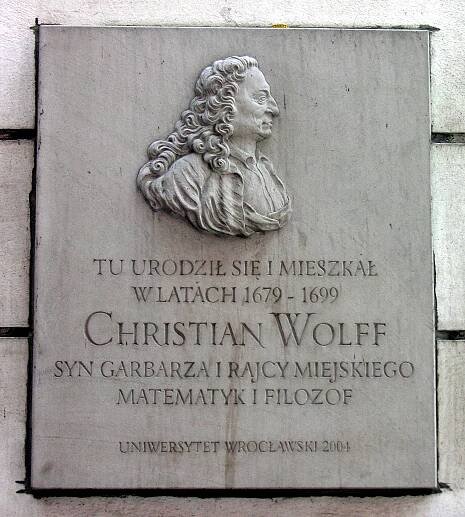 TU URODZIŁ SIĘ I MIESZKAŁ
W LATACH 1679 - 1699
CHRISTIAN WOLFF
SYN GARBARZA I RAJCY MIEJSKIEGO
MATEMATYK I FILOZOF
UNIWERSYTET WROCŁAWSKI 2004